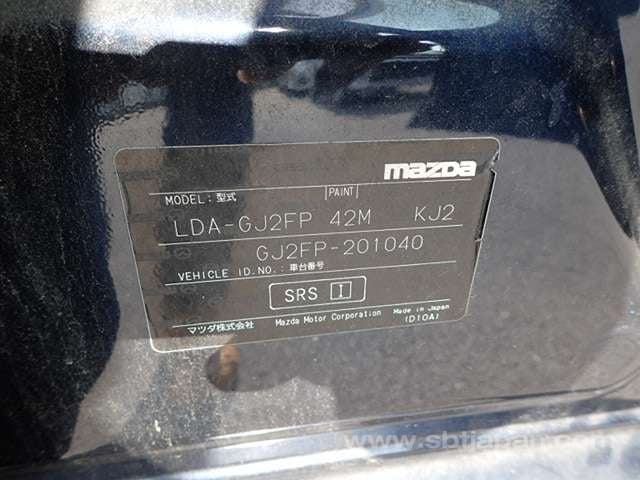 mazda
MODEL: 型式 PAINT
LDA-GJ2FP 42M KJ2
GJ2FP-201040
VEHICLE ID.NO.: 車台番号
SRS I
マツダ株式会社 Mazda Motor Corporation Made in Japan
(D10A)
www.sbtjapan.com